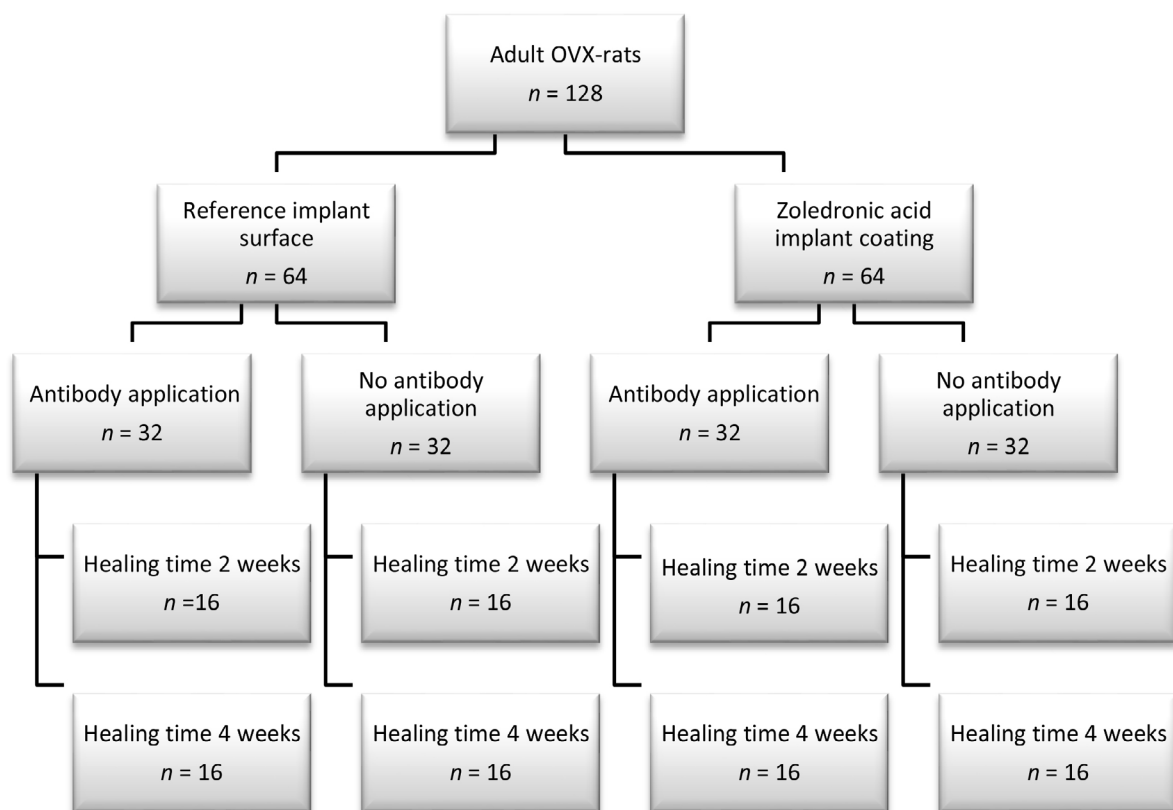 Adult OVX-rats
n = 128
Reference implant
surface
n = 64
Zoledronic acid
implant coating
n = 64
Antibody application
n = 32
No antibody
application
n = 32
Antibody application
n = 32
No antibody
application
n = 32
Healing time 2 weeks
n =16
Healing time 2 weeks
n = 16
Healing time 2 weeks
n = 16
Healing time 2 weeks
n = 16
Healing time 4 weeks
n = 16
Healing time 4 weeks
n = 16
Healing time 4 weeks
n = 16
Healing time 4 weeks
n = 16